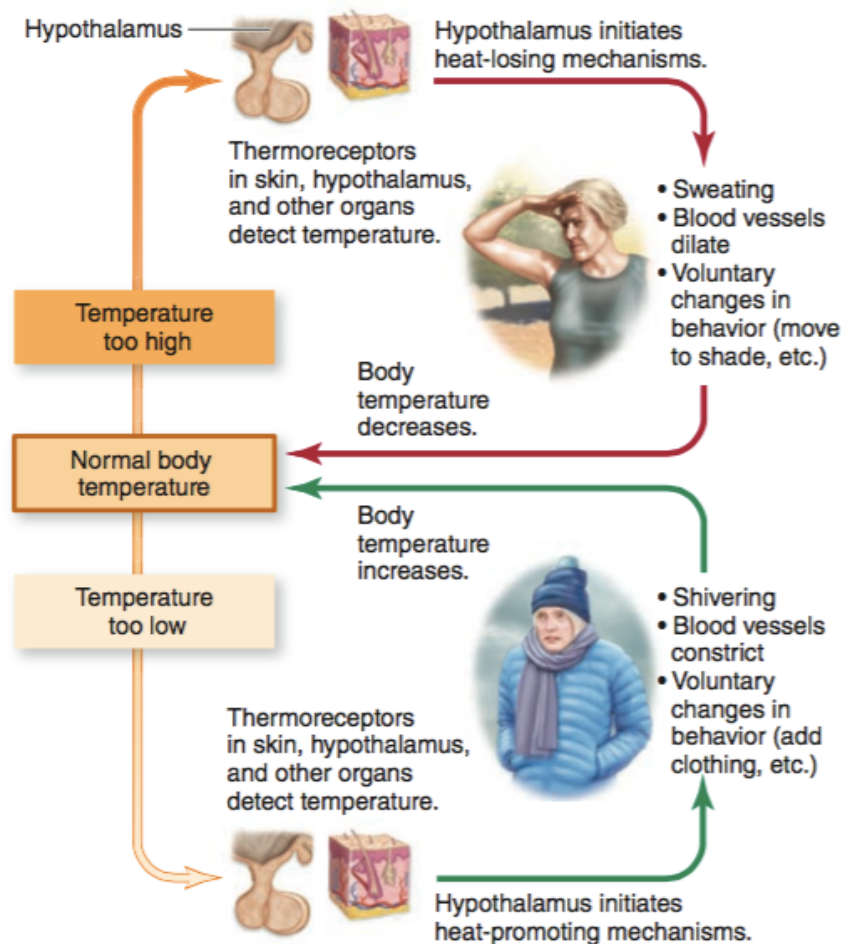 Hypothalamus
Hypothalamus initiates
heat-losing mechanisms.
Thermoreceptors
in skin, hypothalamus,
and other organs
detect temperature.
• Sweating
• Blood vessels
dilate
• Voluntary
changes in
behavior (move
to shade, etc.)
Temperature
too high
Body
temperature
decreases.
Normal body
temperature
Body
temperature
increases.
Temperature
too low
• Shivering
• Blood vessels
constrict
• Voluntary
changes in
behavior (add
clothing, etc.)
Thermoreceptors
in skin, hypothalamus,
and other organs
detect temperature.
Hypothalamus initiates
heat-promoting mechanisms.